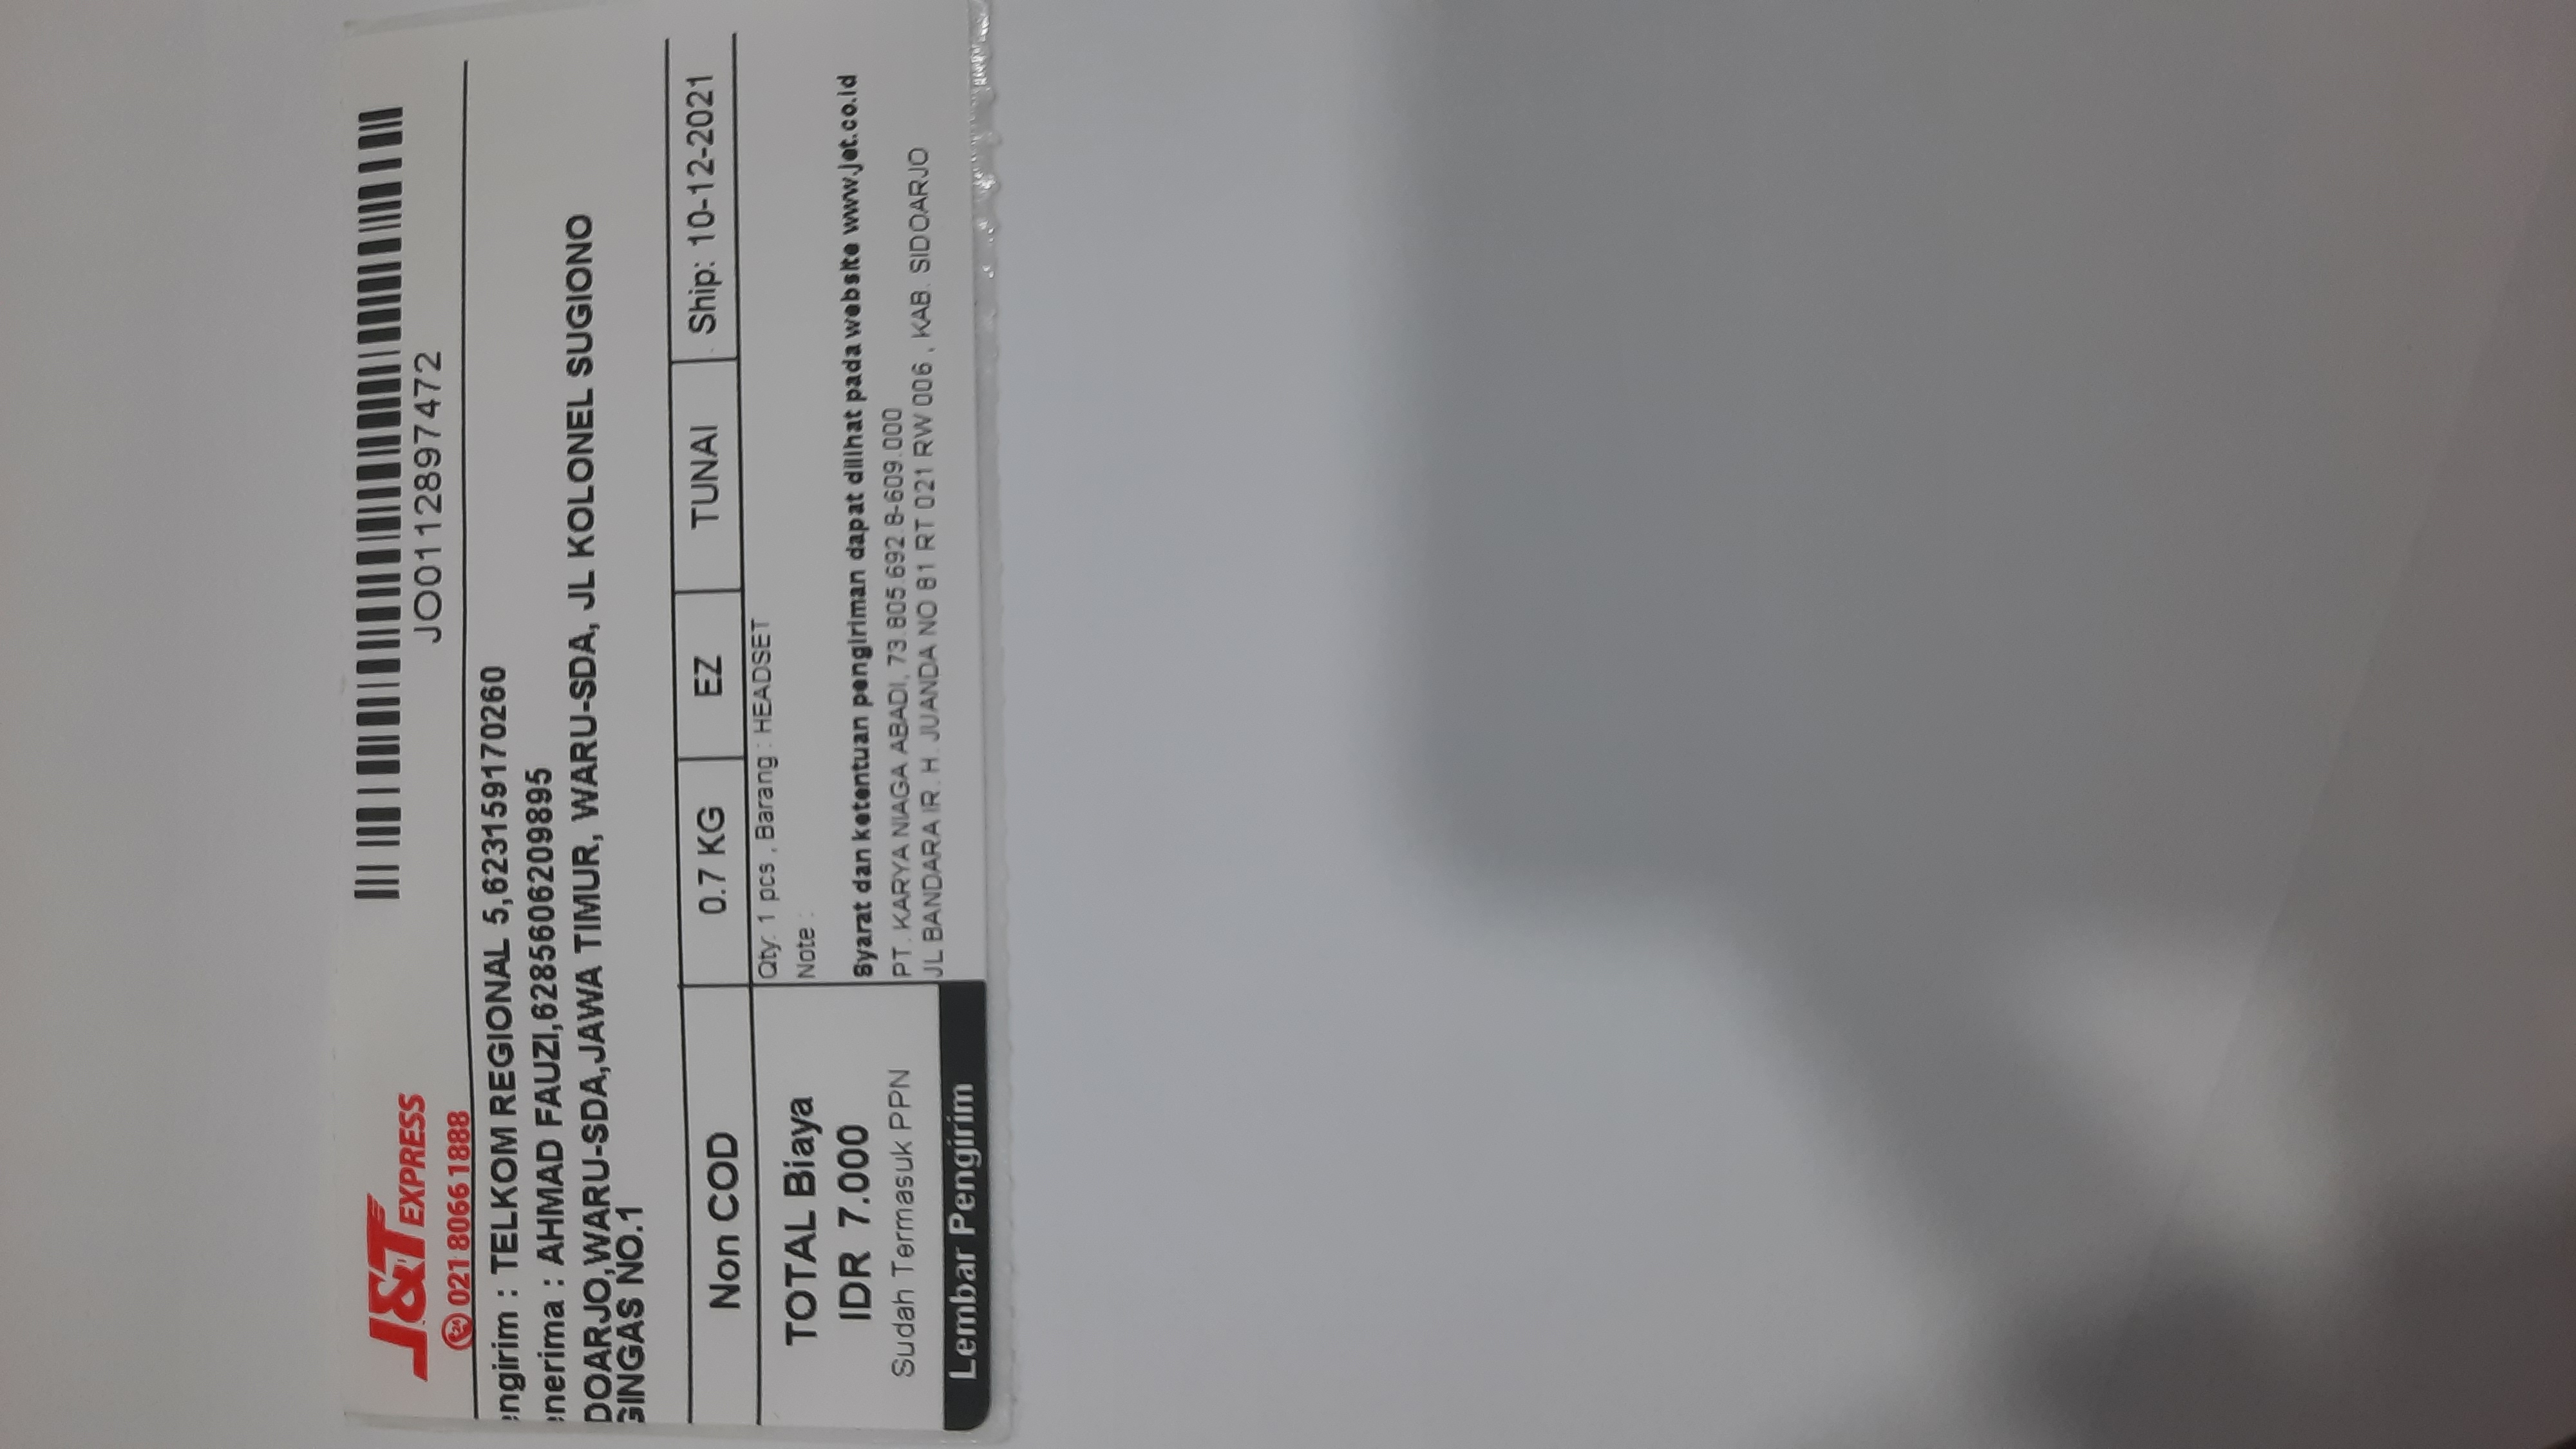 J&T EXPRESS
JO0112897472
24 021 8066 1888
engirim : TELKOM REGIONAL 5,623159170260
enerima : AHMAD FAUZI,6285606209895
DOARJO,WARU-SDA,JAWA TIMUR, WARU-SDA, JL KOLONEL SUGIONO
GINGAS NO.1
Non COD 0.7 KG EZ TUNAI Ship: 10-12-2021
TOTAL Biaya
IDR 7.000
Sudah Termasuk PPN
Lembar Pengirim
Qty: 1 pcs , Barang : HEADSET
Note :
Syarat dan ketentuan pengiriman dapat dilihat pada website www.jet.co.id
PT. KARYA NIAGA ABADI, 73.805.692.8-609.000
JL BANDARA IR. H. JUANDA NO 81 RT 021 RW 006 , KAB. SIDOARJO